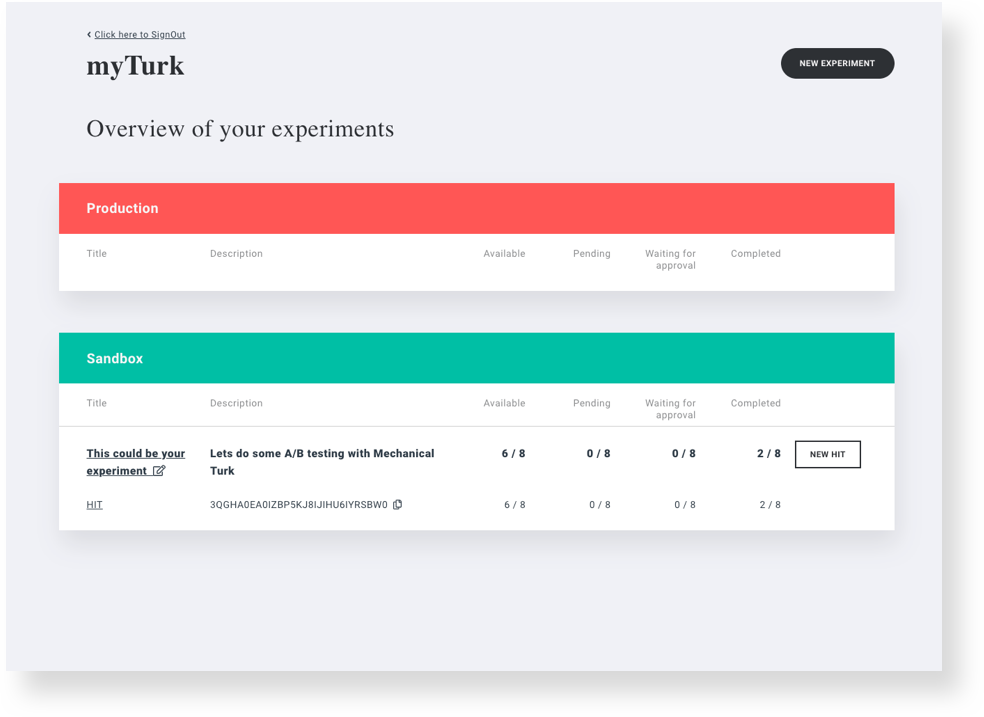 Click here to SignOut
myTurk
NEW EXPERIMENT
Overview of your experiments
Production
Title Description Available Pending Waiting for Completed
approval
Sandbox
Title Description Available Pending Waiting for Completed
approval
This could be your Lets do some A/B testing with Mechanical 6 / 8 0 / 8 0 / 8 2 / 8 NEW HIT
experiment Turk
HIT 3QGHA0EA0IZBP5KJ8IJIHU6IYRSBW0 6 / 8 0 / 8 0 / 8 2 / 8